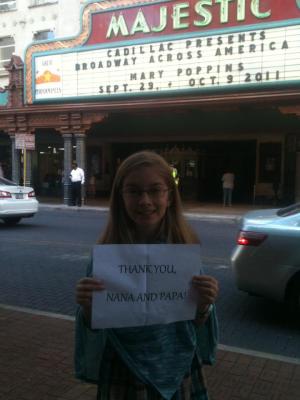 MAJESTIC
CADILLAC PRESENTS
BROADWAY ACROSS AMERICA
MARY POPPINS
SEPT. 29. - OCT. 9 2011
THANK YOU,
NANA AND PAPA!